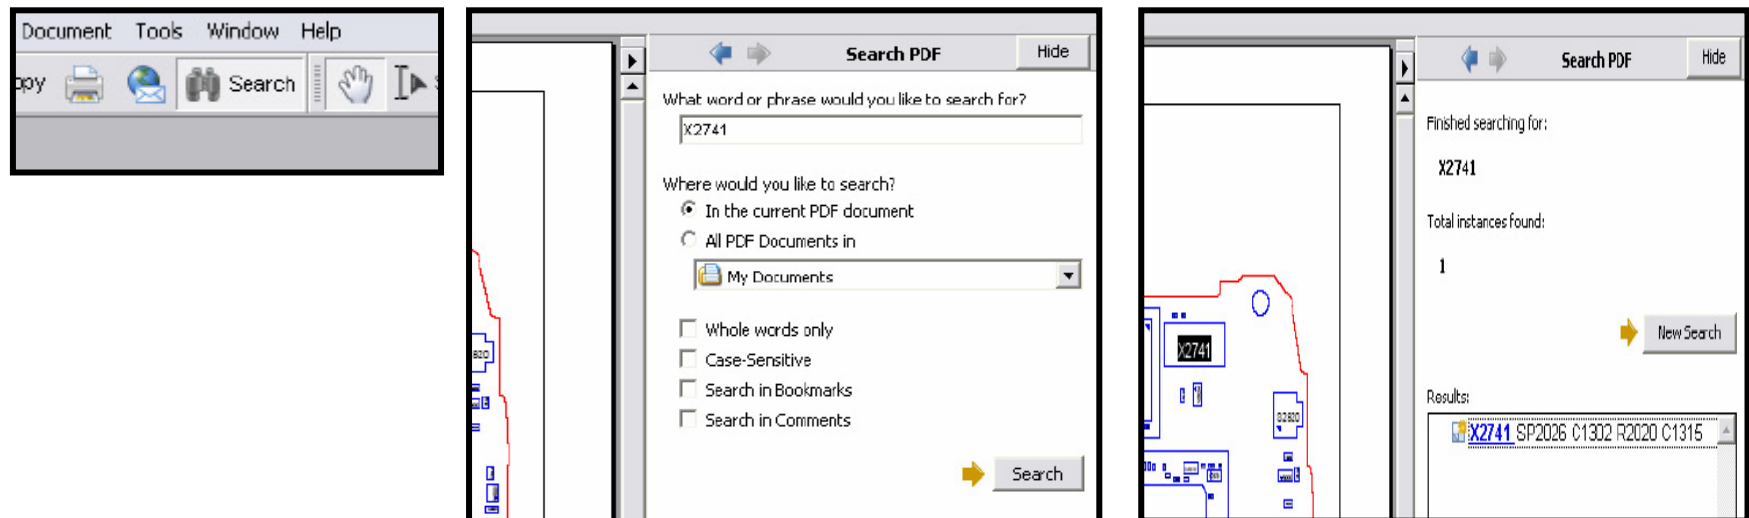 Document Tools Window Help
opy Search
Search PDF Hide
What word or phrase would you like to search for?
X2741
Where would you like to search?
In the current PDF document
All PDF Documents in
My Documents
Whole words only
Case-Sensitive
Search in Bookmarks
Search in Comments
Search
Search PDF Hide
Finished searching for:
X2741
Total instances found:
1
New Search
Results:
X2741 SP2026 C1302 R2020 C1315
X2741